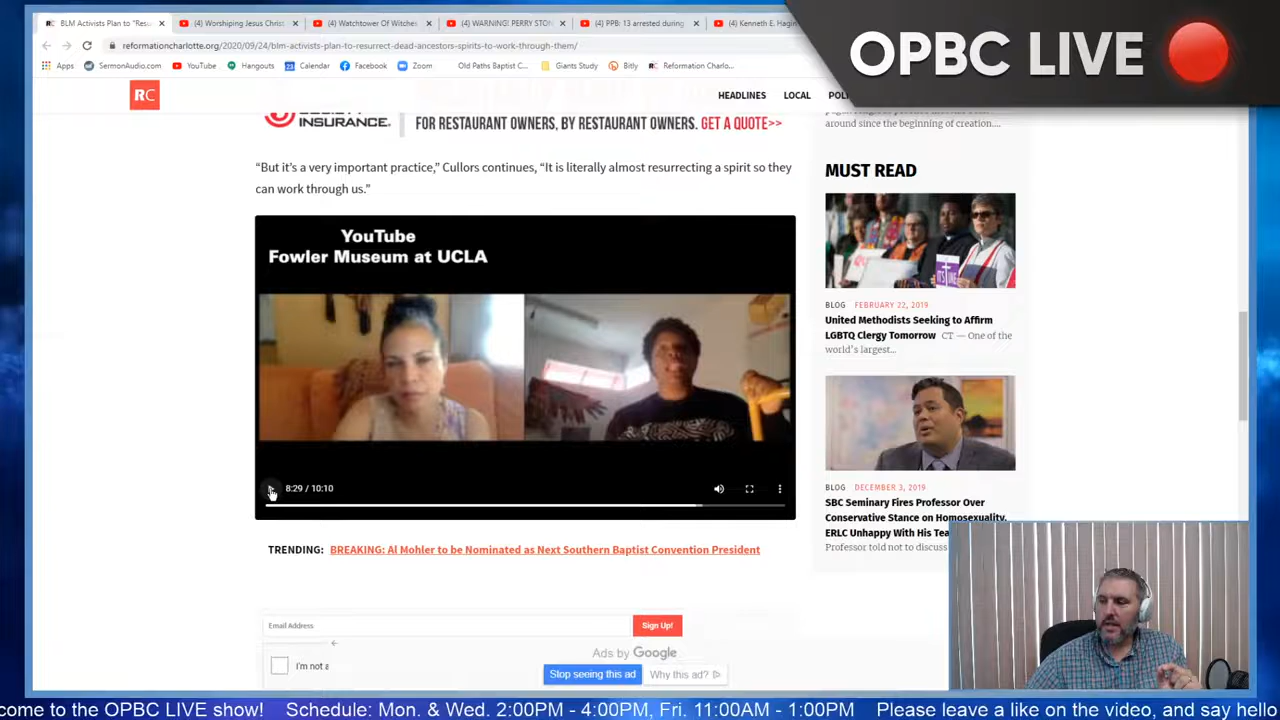 BLM Activists Plan to "Resu
(4) Worshiping Jesus Christ
(4) Watchtower Of Witches
(4) WARNING! PERRY STON
(4) PPB: 13 arrested during
(4) Kenneth E. Hagin
OPBC LIVE
reformationcharlotte.org/2020/09/24/blm-activists-plan-to-resurrect-dead-ancestors-spirits-to-work-through-them/
Apps SermonAudio.com YouTube Hangouts Calendar Facebook Zoom Old Paths Baptist C... Giants Study Bitly Reformation Charlo...
RC
HEADLINES LOCAL POLI
INSURANCE.
FOR RESTAURANT OWNERS, BY RESTAURANT OWNERS. GET A QUOTE>>
around since the beginning of creation....
“But it’s a very important practice,” Cullors continues, “It is literally almost resurrecting a spirit so they
can work through us.”
MUST READ
YouTube
Fowler Museum at UCLA
BLOG FEBRUARY 22, 2019
United Methodists Seeking to Affirm
LGBTQ Clergy Tomorrow CT — One of the
world’s largest...
8:29 / 10:10
BLOG DECEMBER 3, 2019
SBC Seminary Fires Professor Over
Conservative Stance on Homosexuality,
ERLC Unhappy With His Tea
Professor told not to discuss
TRENDING: BREAKING: Al Mohler to be Nominated as Next Southern Baptist Convention President
Email Address
Sign Up!
I'm not a
Ads by Google
Stop seeing this ad
Why this ad?
come to the OPBC LIVE show! Schedule: Mon. & Wed. 2:00PM - 4:00PM, Fri. 11:00AM - 1:00PM Please leave a like on the video, and say hello